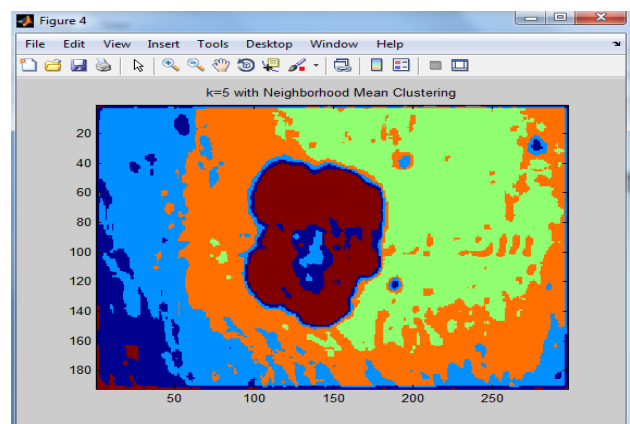 Figure 4
File Edit View Insert Tools Desktop Window Help
k=5 with Neighborhood Mean Clustering
20
40
60
80
100
120
140
160
180
50 100 150 200 250